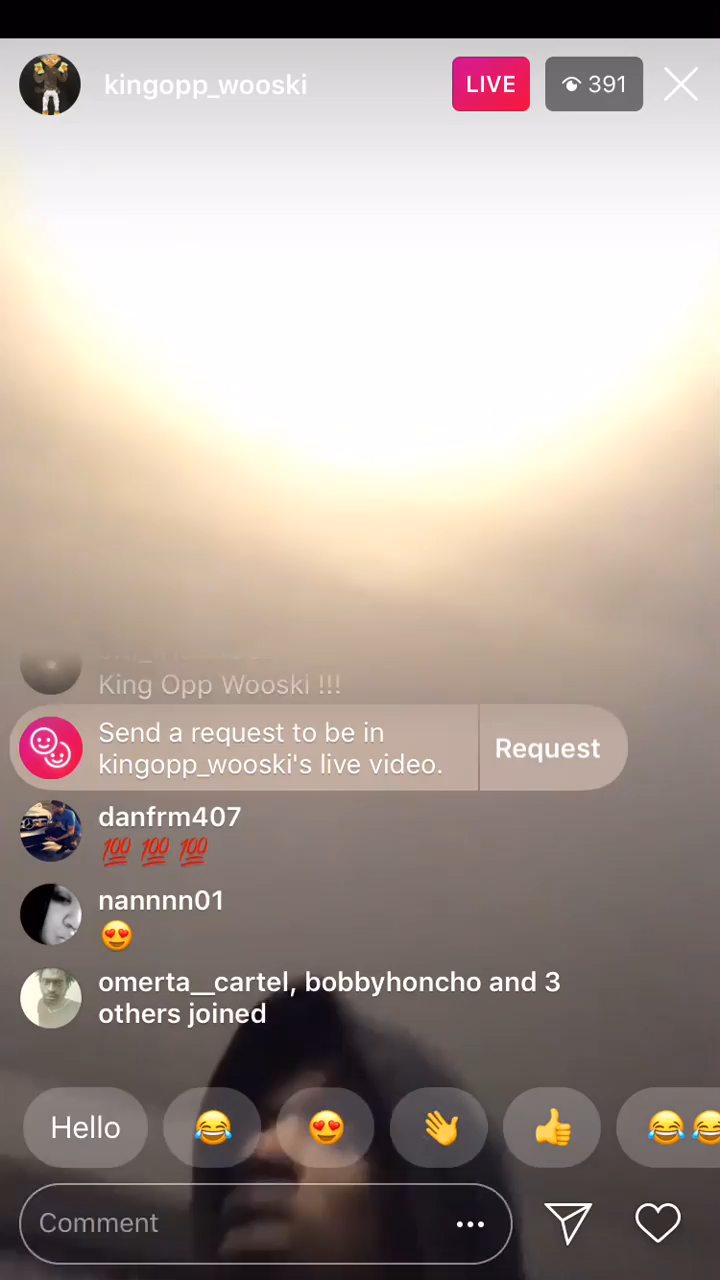 kingopp_wooski
LIVE
391
King Opp Wooski !!!
Send a request to be in
kingopp_wooski's live video.
Request
danfrm407
💯 💯 💯
nannnn01
😍
omerta__cartel, bobbyhoncho and 3
others joined
Hello
😂
😍
👋
👍
😂😂
Comment